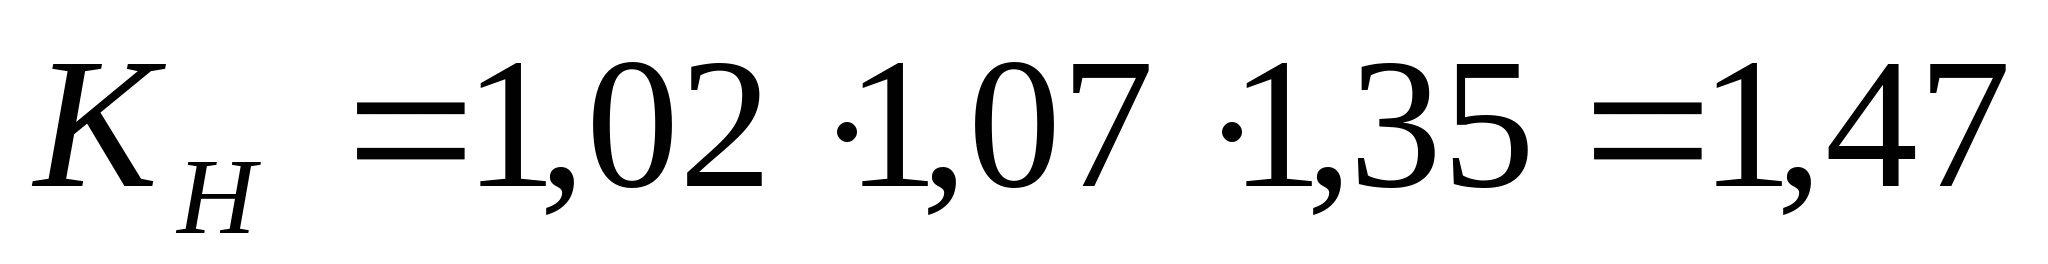 K_H = 1,02 · 1,07 · 1,35 = 1,47